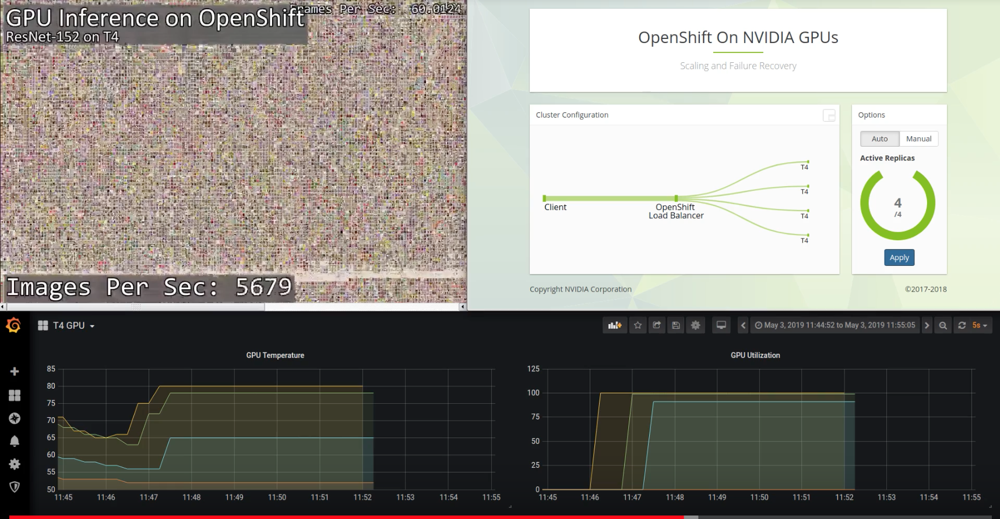 Frames Per Sec: 60.0124
GPU Inference on OpenShift
ResNet-152 on T4
Images Per Sec: 5679
OpenShift On NVIDIA GPUs
Scaling and Failure Recovery
Cluster Configuration
Client
OpenShift
Load Balancer
T4
T4
T4
T4
Options
Auto Manual
Active Replicas
4
/4
Apply
Copyright NVIDIA Corporation
©2017-2018
T4 GPU
May 3, 2019 11:44:52 to May 3, 2019 11:55:05
5s
GPU Temperature
85
80
75
70
65
60
55
50
11:45 11:46 11:47 11:48 11:49 11:50 11:51 11:52 11:53 11:54 11:55
GPU Utilization
125
100
75
50
25
0
11:45 11:46 11:47 11:48 11:49 11:50 11:51 11:52 11:53 11:54 11:55